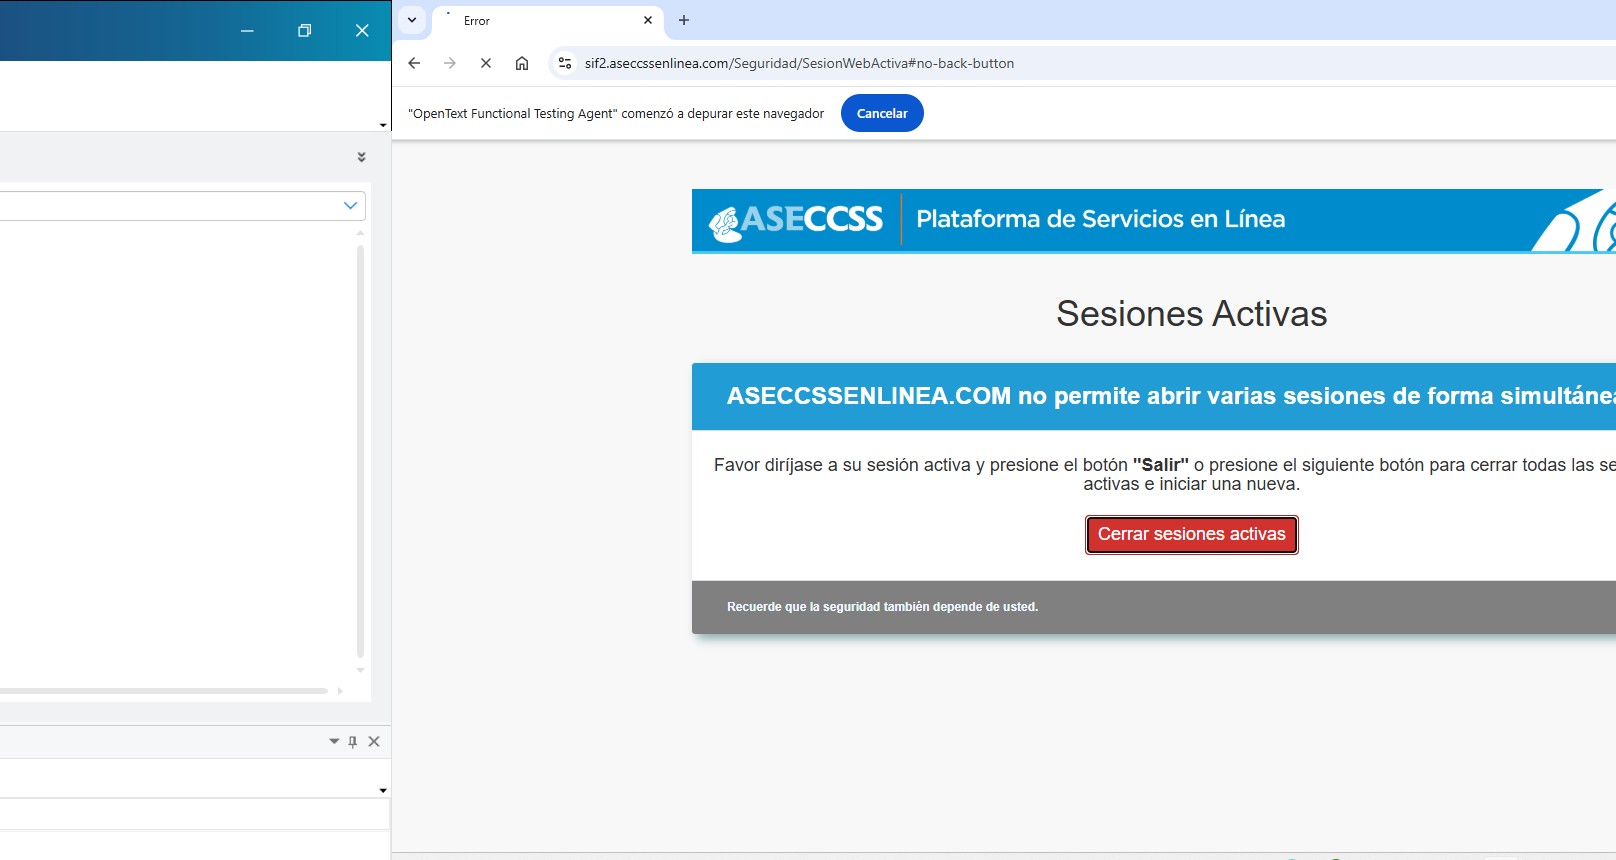 Error
sif2.aseccssenlinea.com/Seguridad/SesionWebActiva#no-back-button
"OpenText Functional Testing Agent" comenzó a depurar este navegador
Cancelar
ASECCSS
Plataforma de Servicios en Línea
Sesiones Activas
ASECCSSENLINEA.COM no permite abrir varias sesiones de forma simultánea
Favor diríjase a su sesión activa y presione el botón "Salir" o presione el siguiente botón para cerrar todas las se
activas e iniciar una nueva.
Cerrar sesiones activas
Recuerde que la seguridad también depende de usted.